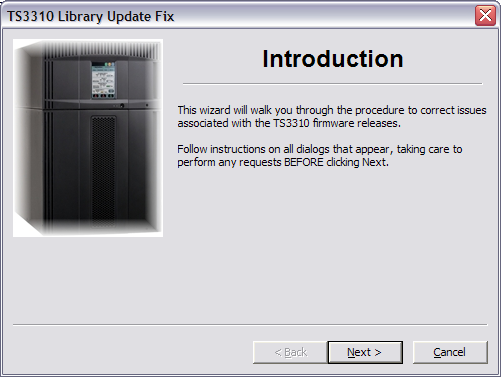 TS3310 Library Update Fix
Introduction
This wizard will walk you through the procedure to correct issues
associated with the TS3310 firmware releases.
Follow instructions on all dialogs that appear, taking care to
perform any requests BEFORE clicking Next.
< Back
Next >
Cancel